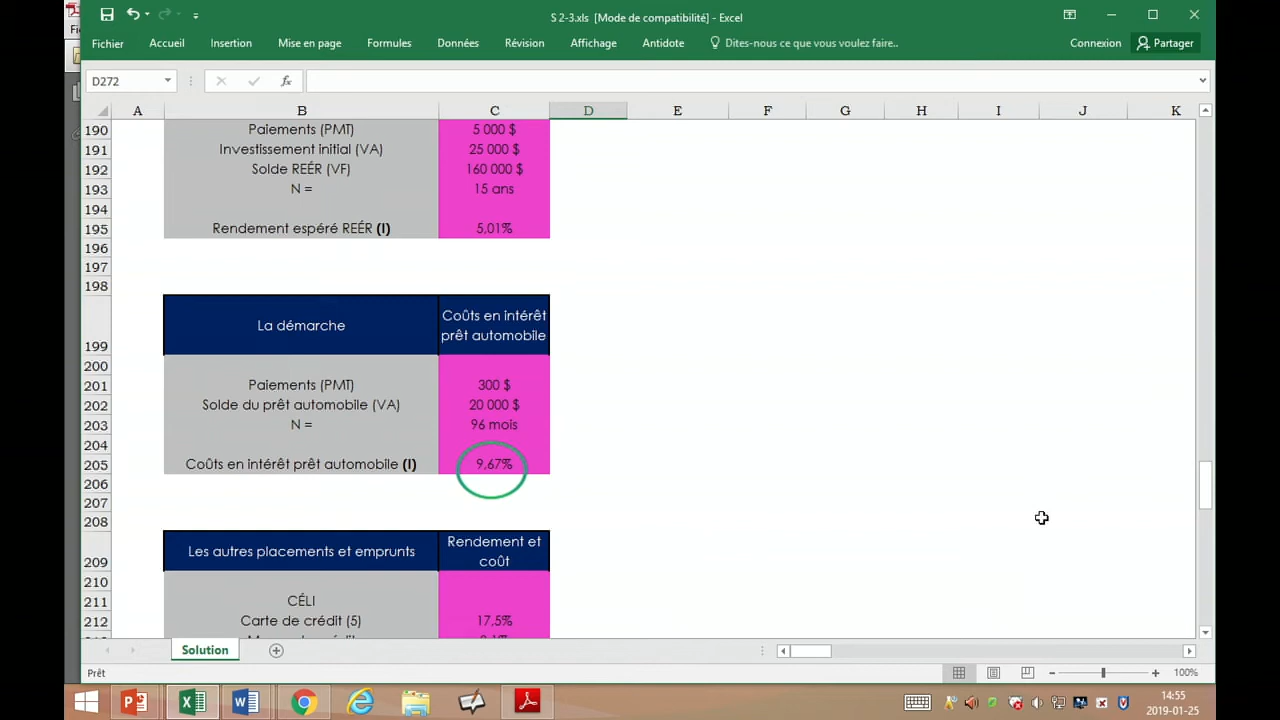 S 2-3.xls [Mode de compatibilité] - Excel
Fichier Accueil Insertion Mise en page Formules Données Révision Affichage Antidote Dites-nous ce que vous voulez faire.. Connexion Partager
D272 fx
A B C D E F G H I J K
190 Paiements (PMT) 5 000 $
191 Investissement initial (VA) 25 000 $
192 Solde REÉR (VF) 160 000 $
193 N = 15 ans
194
195 Rendement espéré REÉR (I) 5,01%
196
197
198
Coûts en intérêt
199 La démarche prêt automobile
200
201 Paiements (PMT) 300 $
202 Solde du prêt automobile (VA) 20 000 $
203 N = 96 mois
204
205 Coûts en intérêt prêt automobile (I) 9,67%
206
207
208
Rendement et
209 Les autres placements et emprunts coût
210
211 CÉLI
212 Carte de crédit (5) 17,5%
Solution
Prêt 100%
14:55
2019-01-25